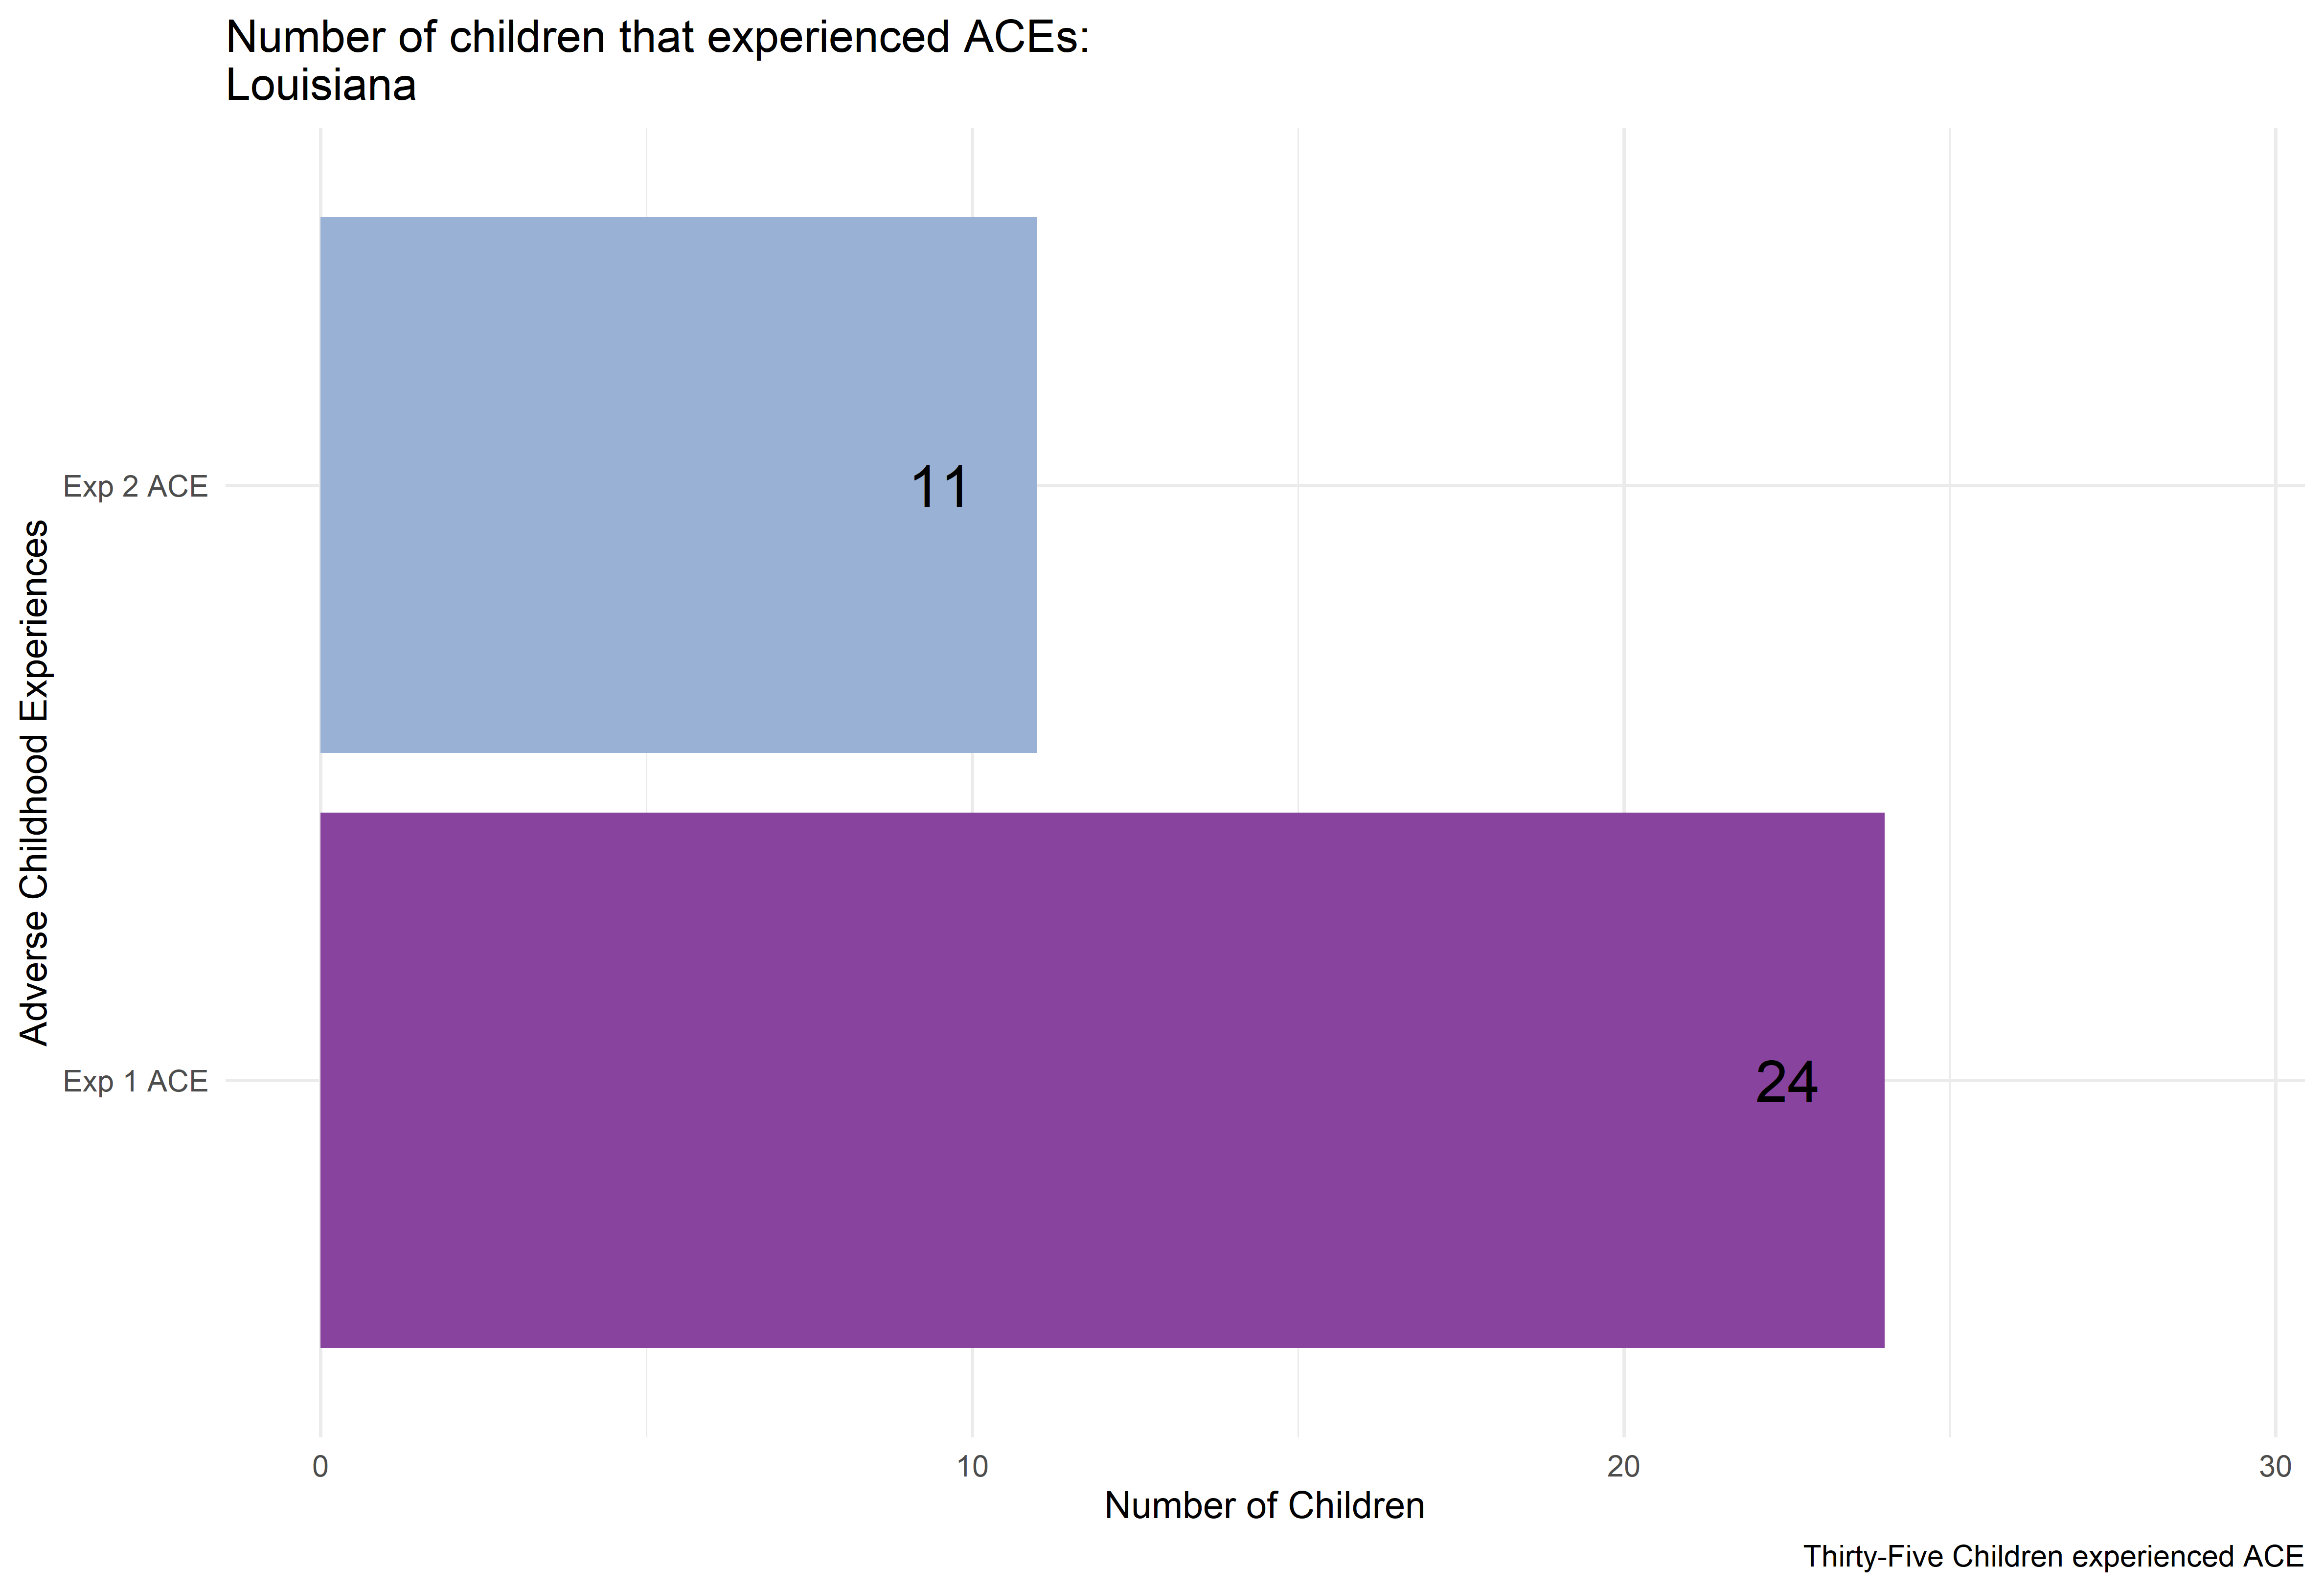 Number of children that experienced ACEs:
Louisiana
Adverse Childhood Experiences
Exp 2 ACE
11
Exp 1 ACE
24
0
10
20
30
Number of Children
Thirty-Five Children experienced ACE